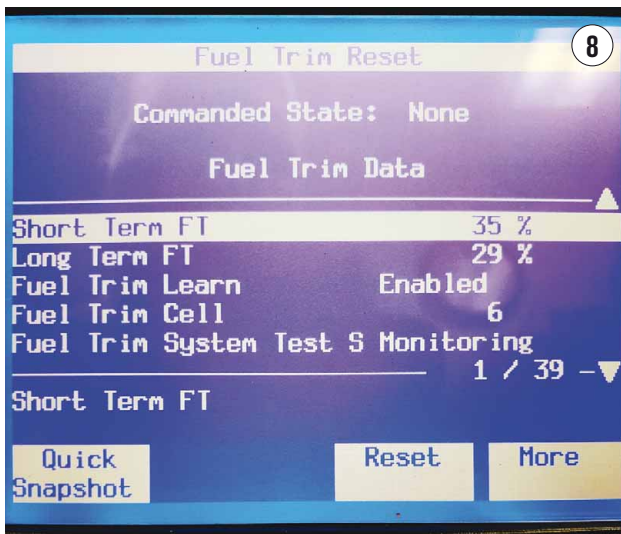 8
Fuel Trim Reset
Commanded State: None
Fuel Trim Data
Short Term FT 35 %
Long Term FT 29 %
Fuel Trim Learn Enabled
Fuel Trim Cell 6
Fuel Trim System Test S Monitoring
1 / 39
Short Term FT
Quick Snapshot
Reset
More